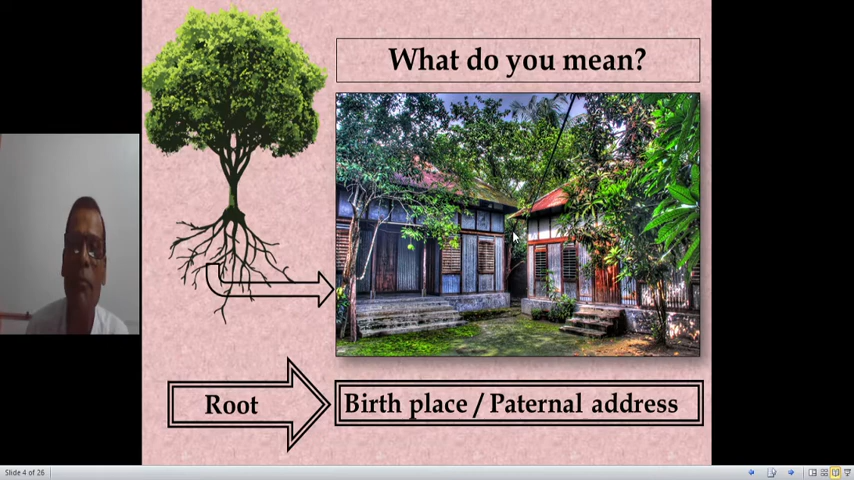 What do you mean?
Root
Birth place / Paternal address
Slide 4 of 26